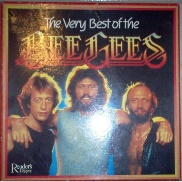 The Very Best of the
BEE GEES
Reader's
Digest